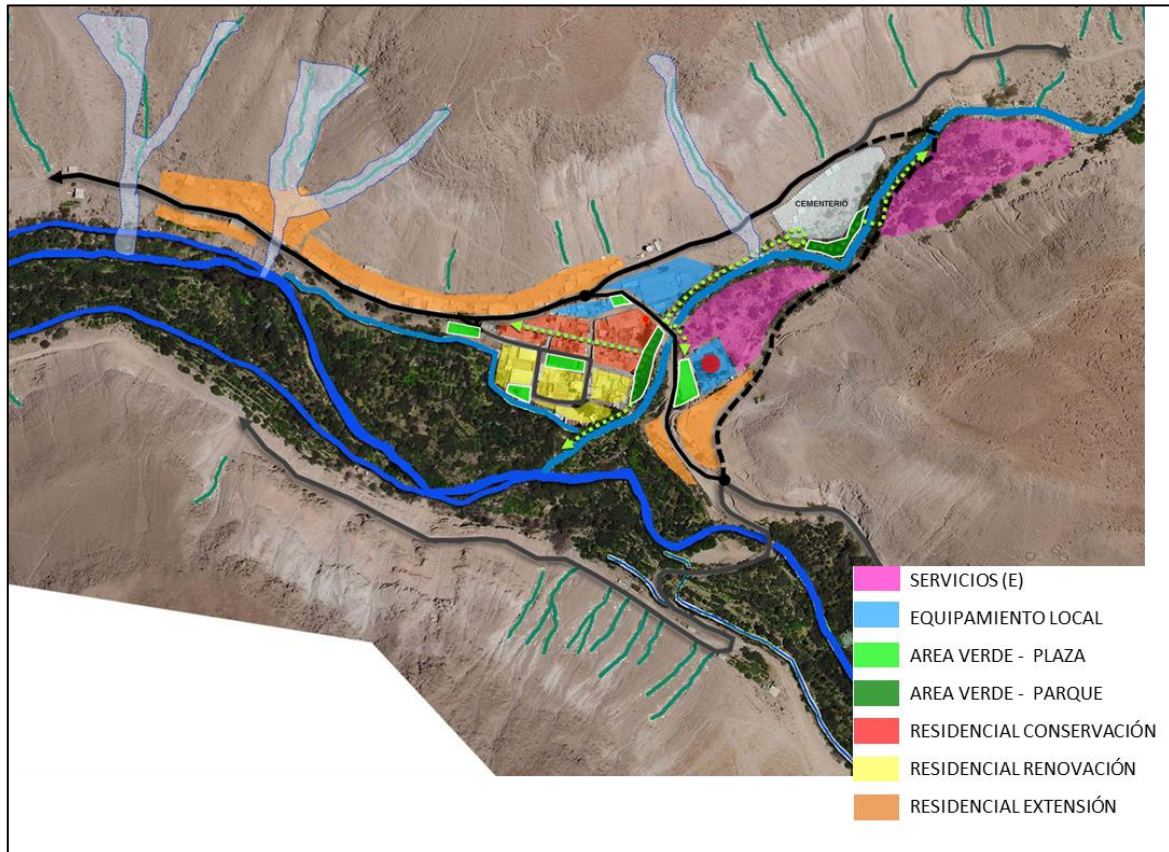 CEMENTERIO
SERVICIOS (E)
EQUIPAMIENTO LOCAL
AREA VERDE - PLAZA
AREA VERDE - PARQUE
RESIDENCIAL CONSERVACIÓN
RESIDENCIAL RENOVACIÓN
RESIDENCIAL EXTENSIÓN